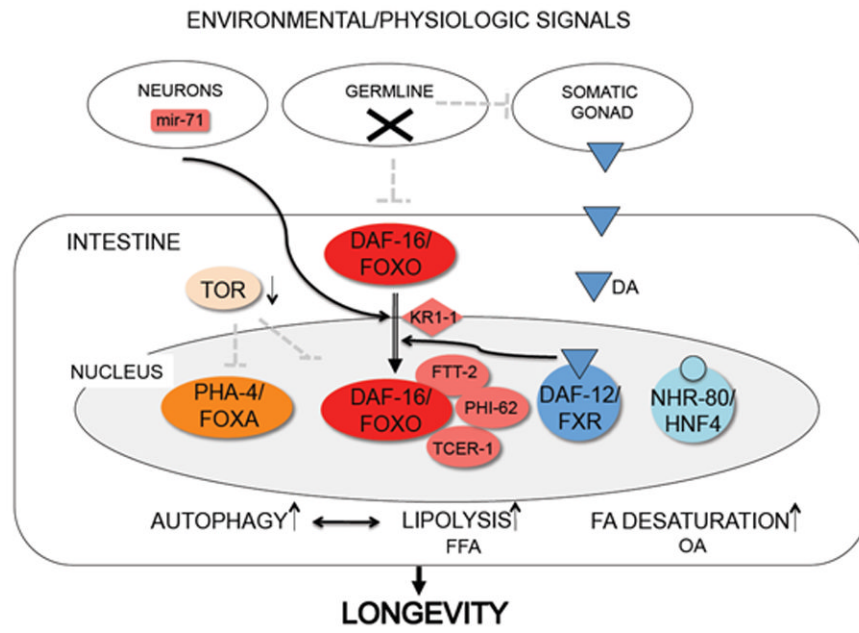 ENVIRONMENTAL/PHYSIOLOGIC SIGNALS
NEURONS
mir-71
GERMLINE
SOMATIC
GONAD
INTESTINE
DAF-16/
FOXO
TOR
DA
KR1-1
NUCLEUS
PHA-4/
FOXA
DAF-16/
FOXO
FTT-2
PHI-62
TCER-1
DAF-12/
FXR
NHR-80/
HNF4
AUTOPHAGY
LIPOLYSIS
FFA
FA DESATURATION
OA
LONGEVITY